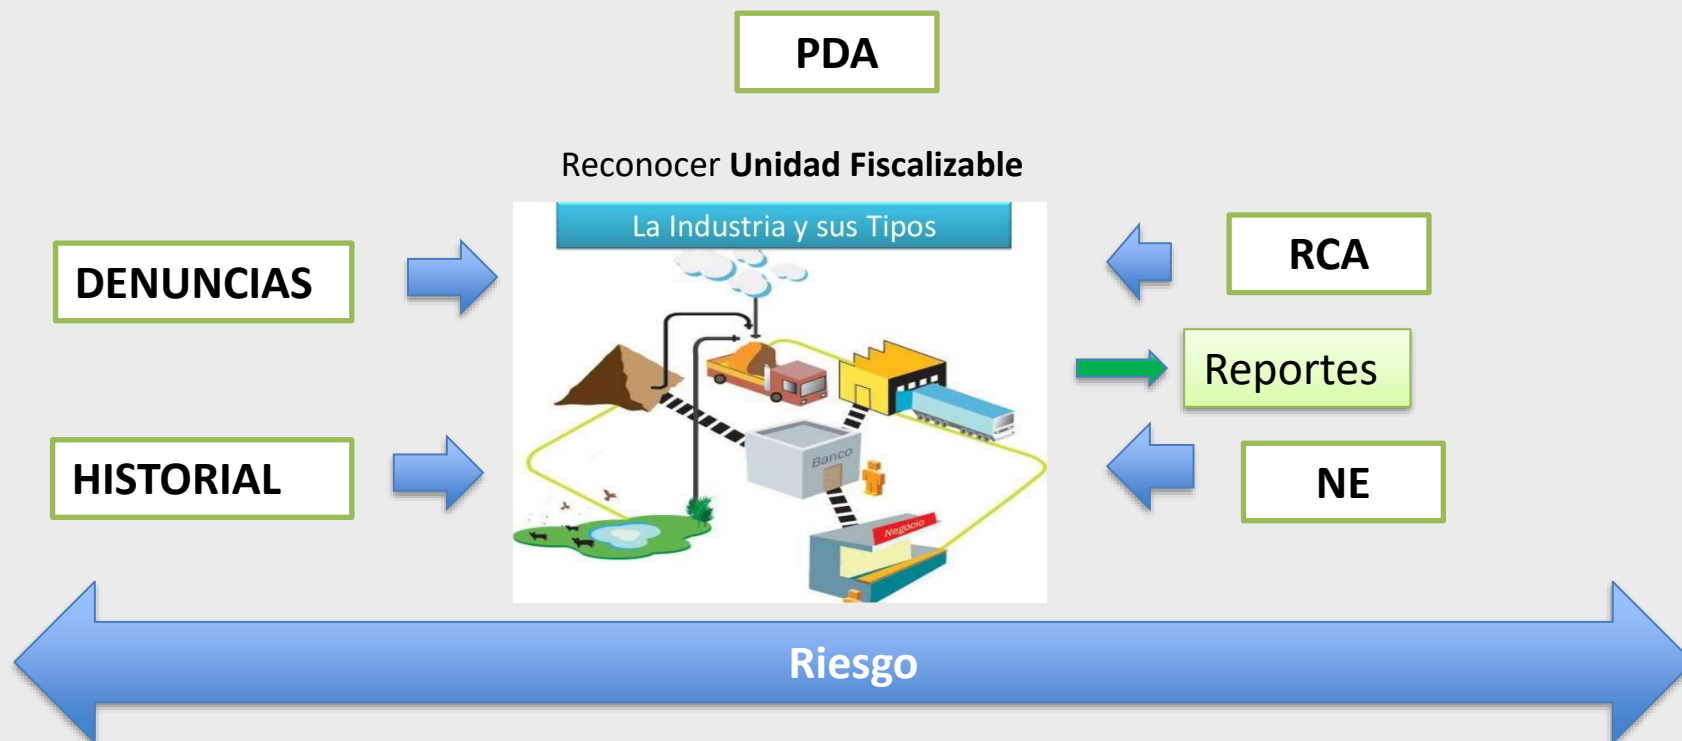 PDA
Reconocer Unidad Fiscalizable
La Industria y sus Tipos
DENUNCIAS
RCA
Reportes
HISTORIAL
NE
Banco
Negocio
Riesgo